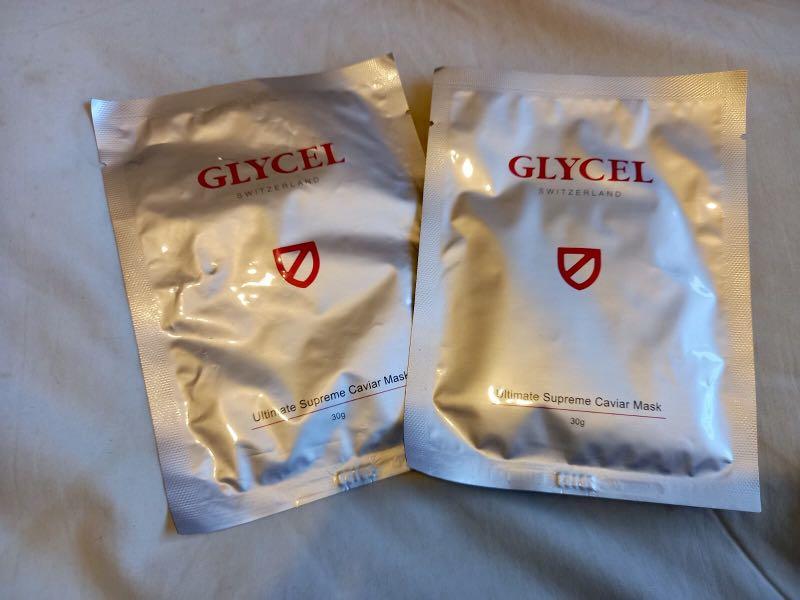 GLYCEL
SWITZERLAND
Ultimate Supreme Caviar Mask
30g
GLYCEL
SWITZERLAND
Ultimate Supreme Caviar Mask
30g